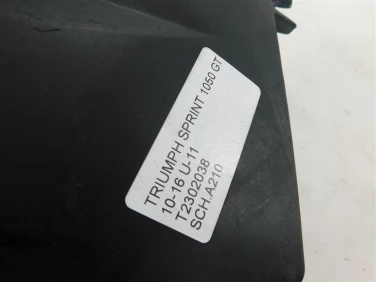 TRIUMPH SPRINT 1050 GT
10-16 U-11
T2302038
SCH.A210